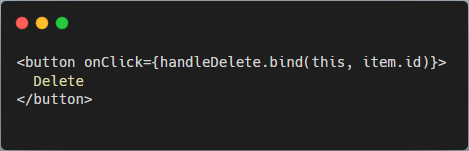 <button onClick={handleDelete.bind(this, item.id)}>
  Delete
</button>